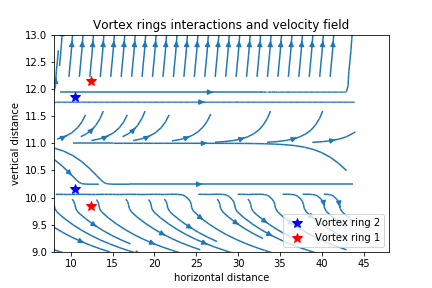 Vortex rings interactions and velocity field
vertical distance
13.0
12.5
12.0
11.5
11.0
10.5
10.0
9.5
9.0
Vortex ring 2
Vortex ring 1
10 15 20 25 30 35 40 45
horizontal distance